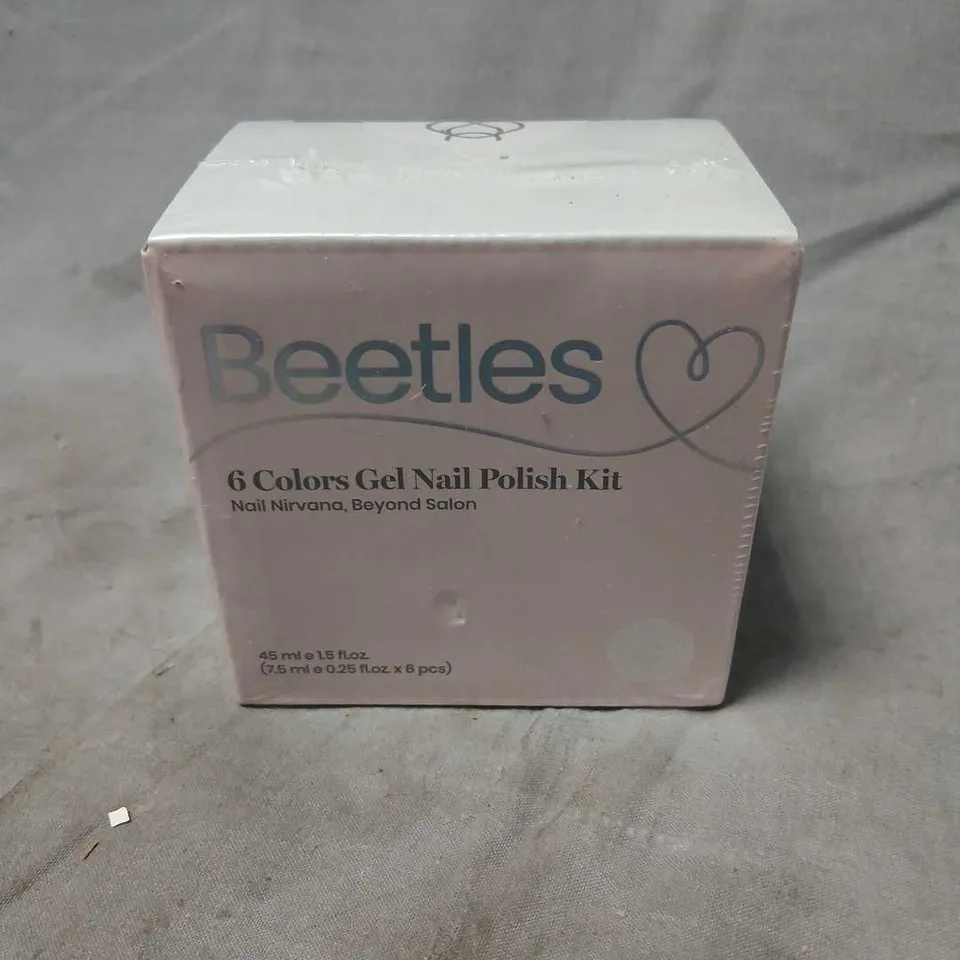 Beetles
6 Colors Gel Nail Polish Kit
Nail Nirvana, Beyond Salon
45 ml e 1.5 fl.oz.
(7.5 ml e 0.25 fl.oz. x 6 pcs)